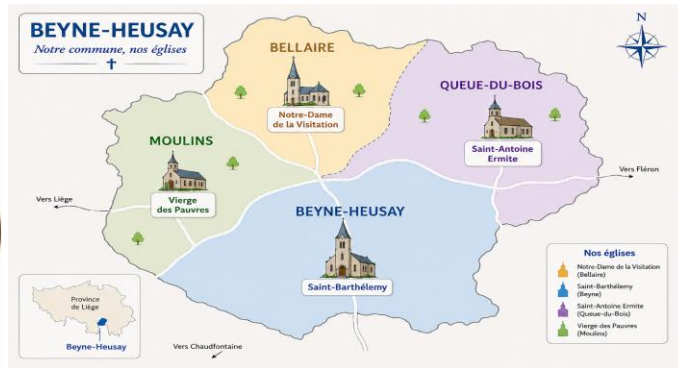 BEYNE-HEUSAY
Notre commune, nos églises
N
BELLAIRE
Notre-Dame
de la Visitation
QUEUE-DU-BOIS
Saint-Antoine
Ermite
MOULINS
Vierge
des Pauvres
Vers Liège
Vers Fléron
BEYNE-HEUSAY
Saint-Barthélemy
Province
de Liège
Beyne-Heusay
Vers Chaudfontaine
Nos églises
Notre-Dame de la Visitation
(Bellaire)
Saint-Barthélemy
(Beyne)
Saint-Antoine Ermite
(Queue-du-Bois)
Vierge des Pauvres
(Moulins)